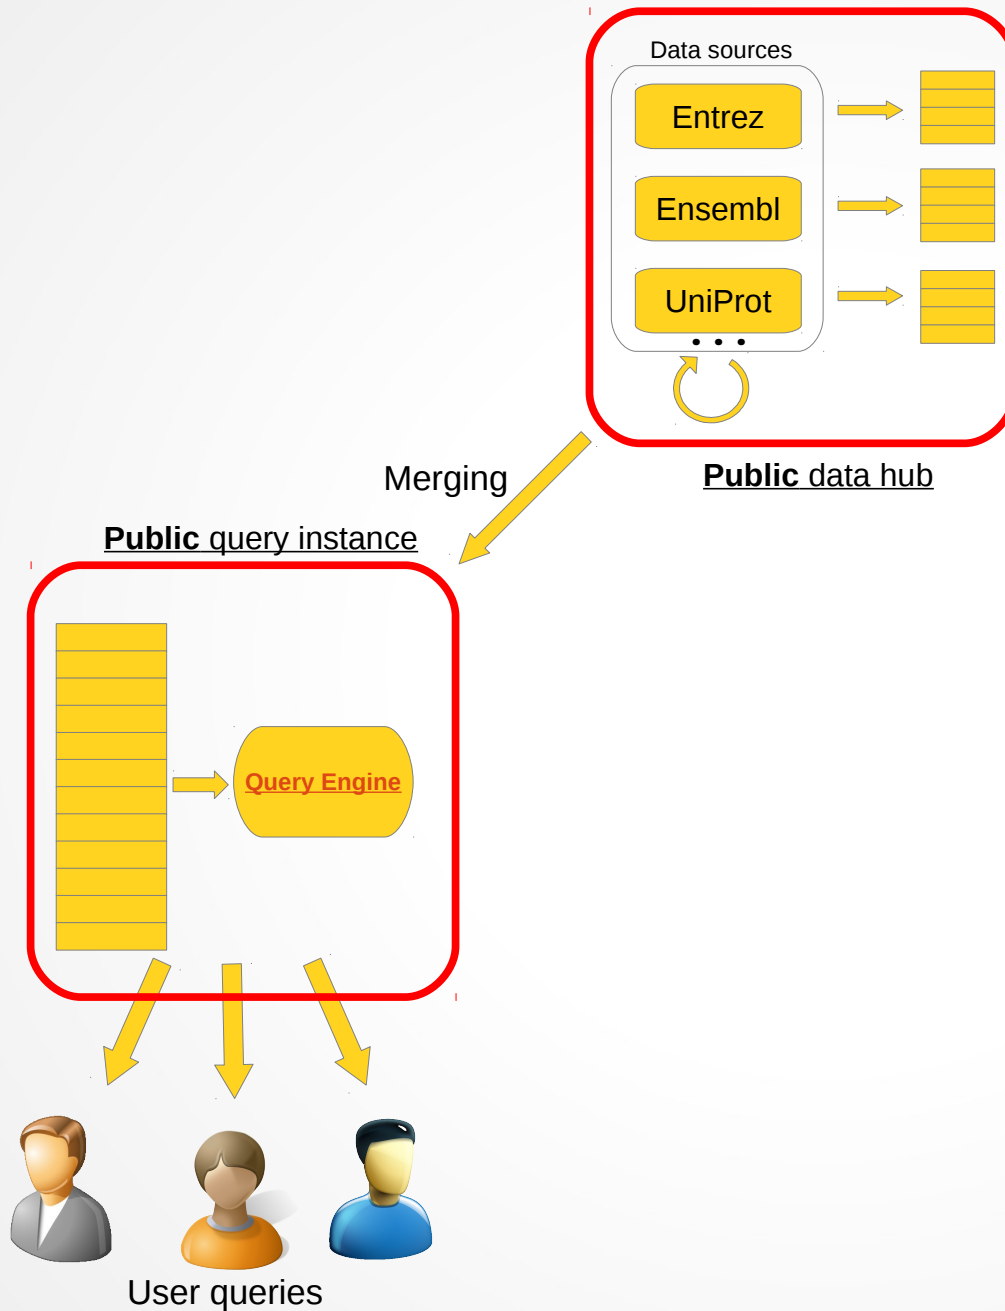 Data sources
Entrez
Ensembl
UniProt
• • •
Public data hub
Merging
Public query instance
Query Engine
User queries